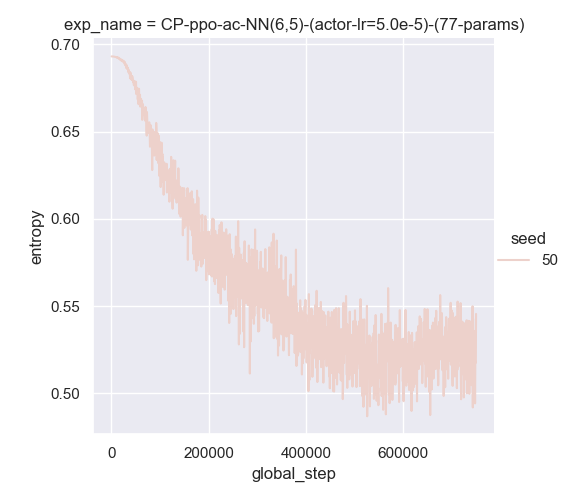 exp_name = CP-ppo-ac-NN(6,5)-(actor-lr=5.0e-5)-(77-params)
0.70
0.65
0.60
0.55
0.50
entropy
0
200000
400000
600000
global_step
seed
50